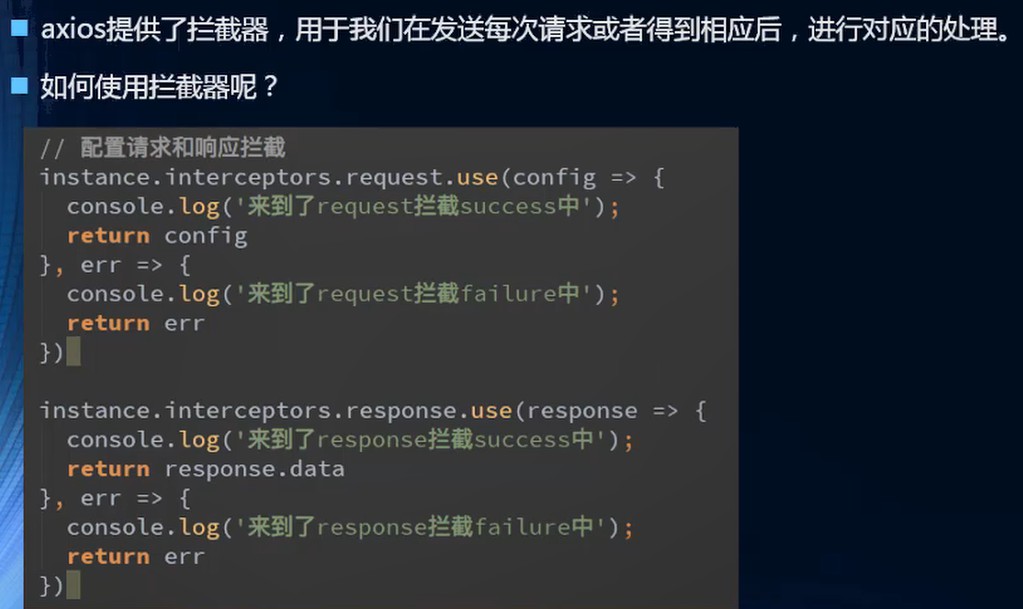 axios提供了拦截器，用于我们在发送每次请求或者得到相应后，进行对应的处理。
如何使用拦截器呢？
// 配置请求和响应拦截
instance.interceptors.request.use(config => {
  console.log('来到了request拦截success中');
  return config
}, err => {
  console.log('来到了request拦截failure中');
  return err
})
instance.interceptors.response.use(response => {
  console.log('来到了response拦截success中');
  return response.data
}, err => {
  console.log('来到了response拦截failure中');
  return err
})